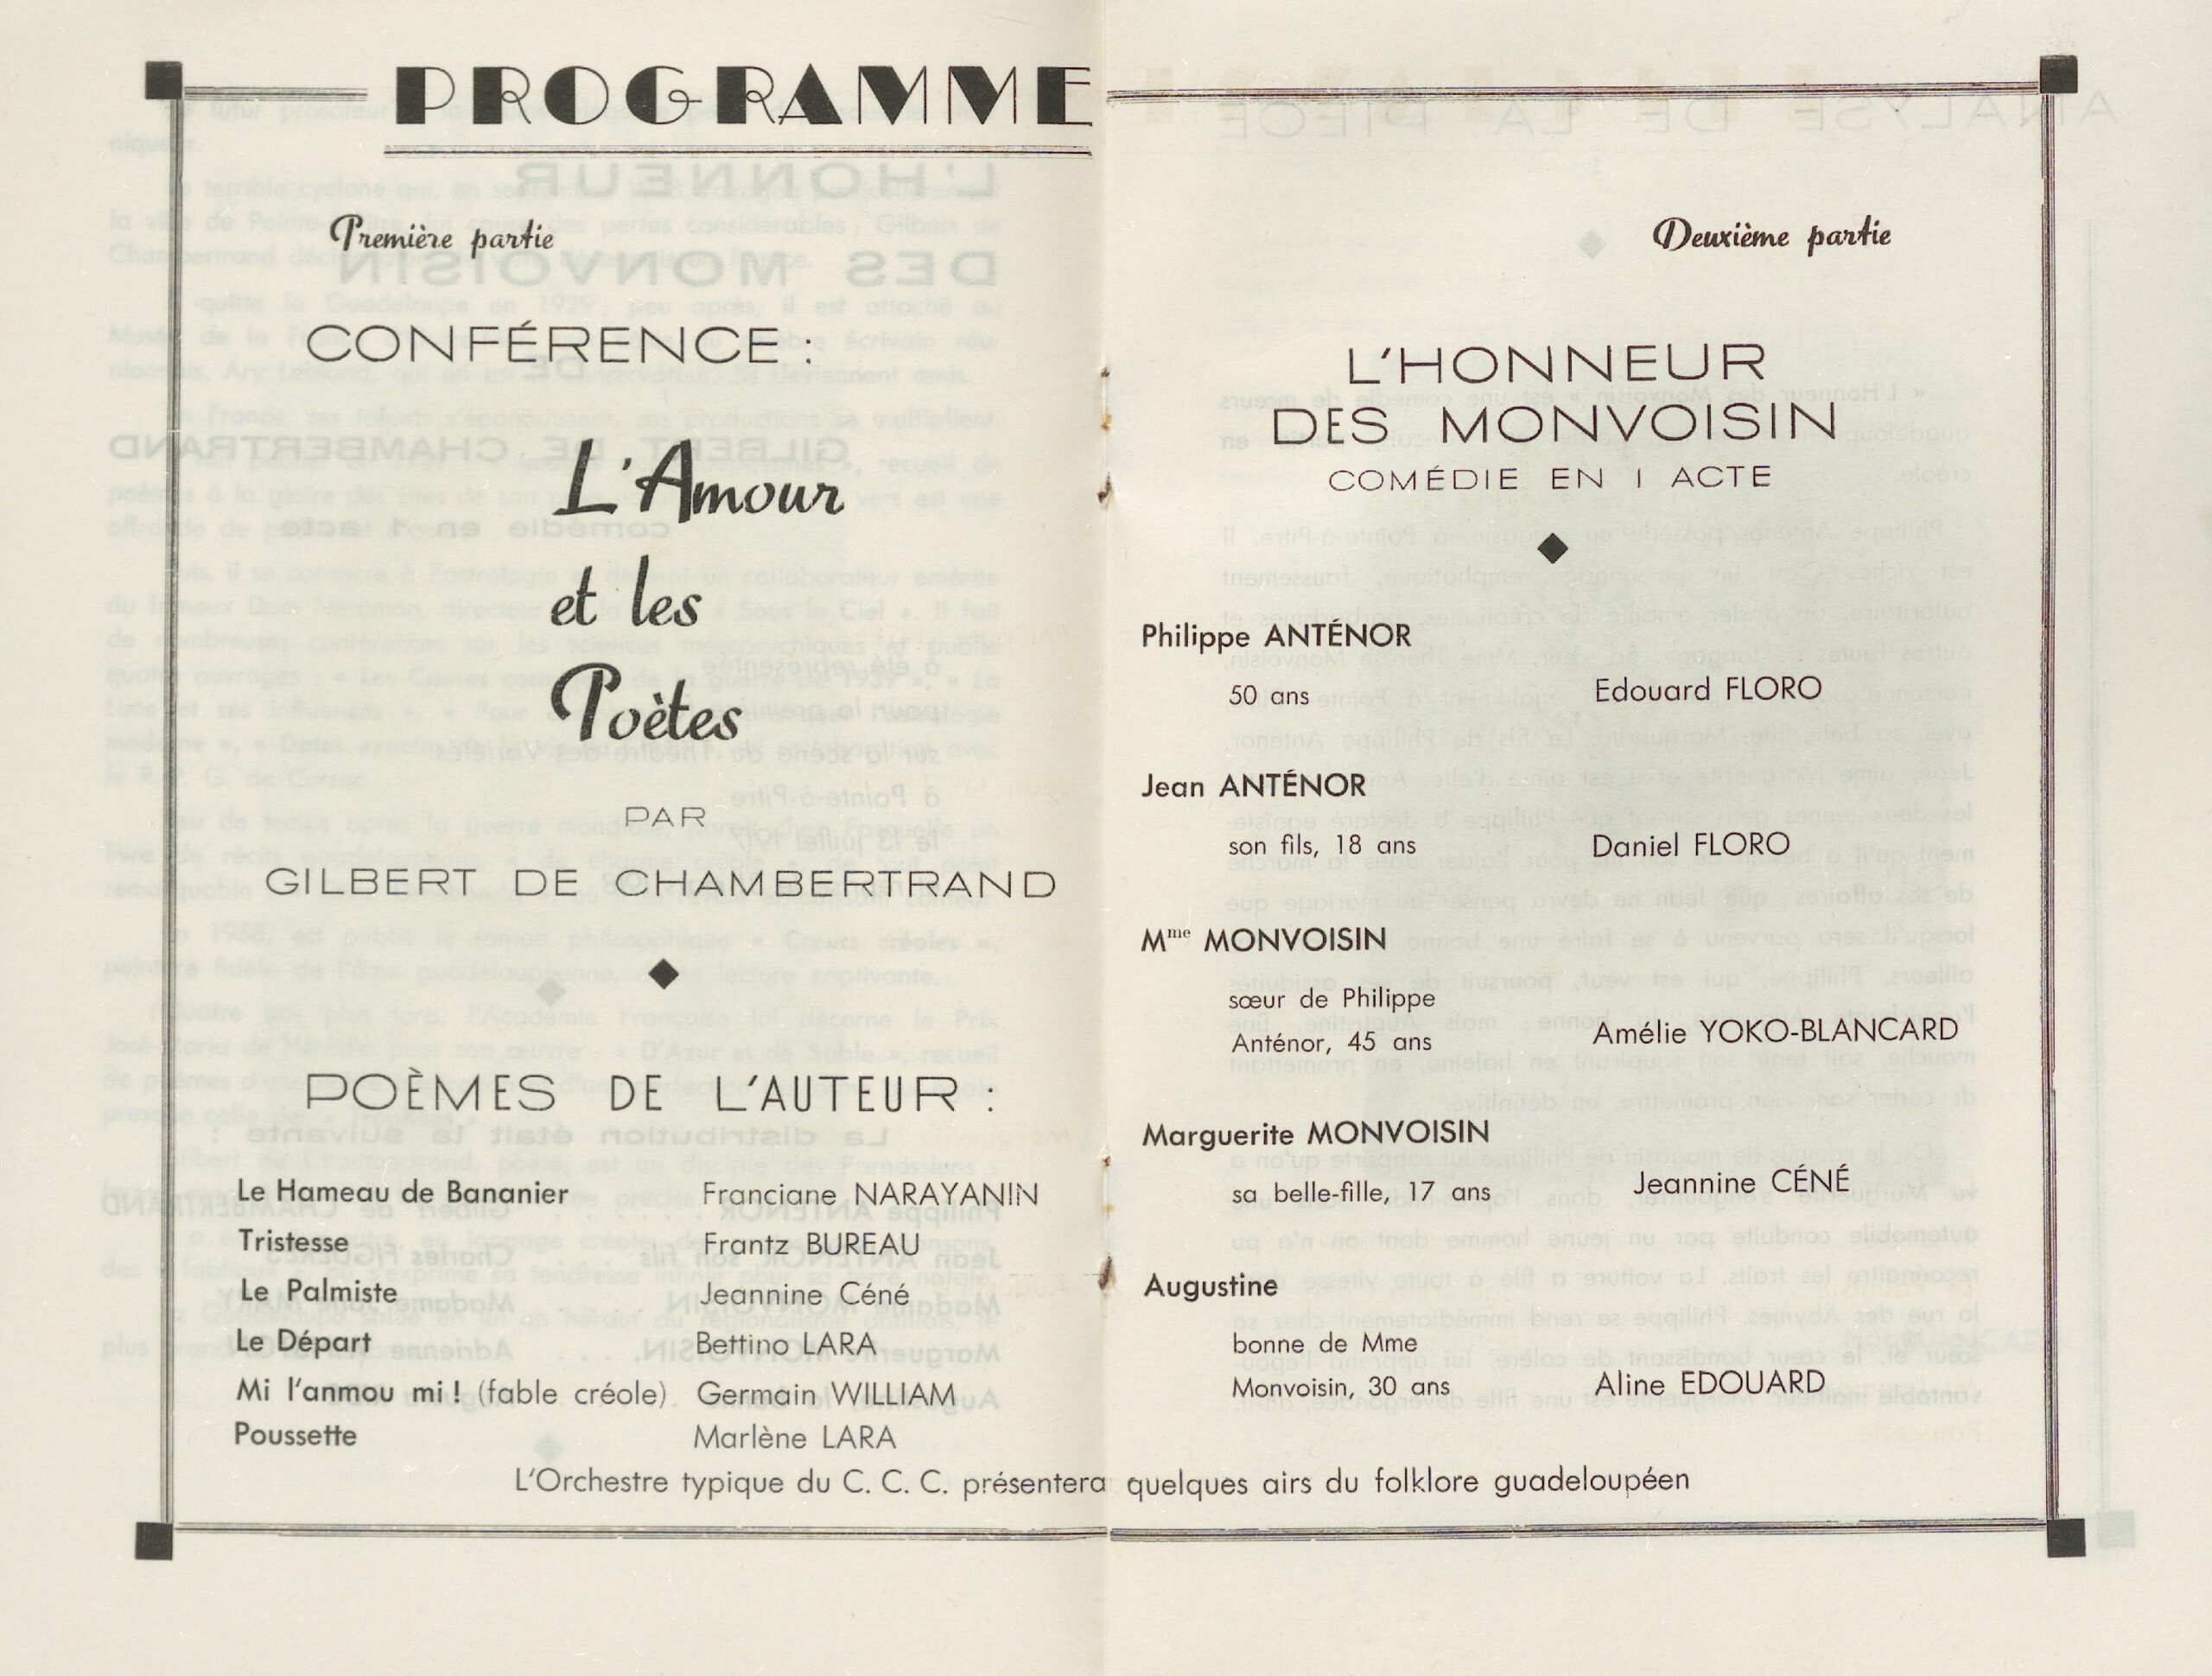 PROGRAMME
Première partie
CONFÉRENCE :
L'Amour
et les
Poètes
PAR
GILBERT DE CHAMBERTRAND
POÈMES DE L'AUTEUR :
Le Hameau de Bananier Franciane NARAYANIN
Tristesse Frantz BUREAU
Le Palmiste Jeannine Céné
Le Départ Bettino LARA
Mi l'anmou mi ! (fable créole) Germain WILLIAM
Poussette Marlène LARA
Deuxième partie
L'HONNEUR
DES MONVOISIN
COMÉDIE EN I ACTE
Philippe ANTÉNOR
50 ans Edouard FLORO
Jean ANTÉNOR
son fils, 18 ans Daniel FLORO
Mme MONVOISIN
sœur de Philippe
Anténor, 45 ans Amélie YOKO-BLANCARD
Marguerite MONVOISIN
sa belle-fille, 17 ans Jeannine CÉNÉ
Augustine
bonne de Mme
Monvoisin, 30 ans Aline EDOUARD
L'Orchestre typique du C. C. C. présentera quelques airs du folklore guadeloupéen